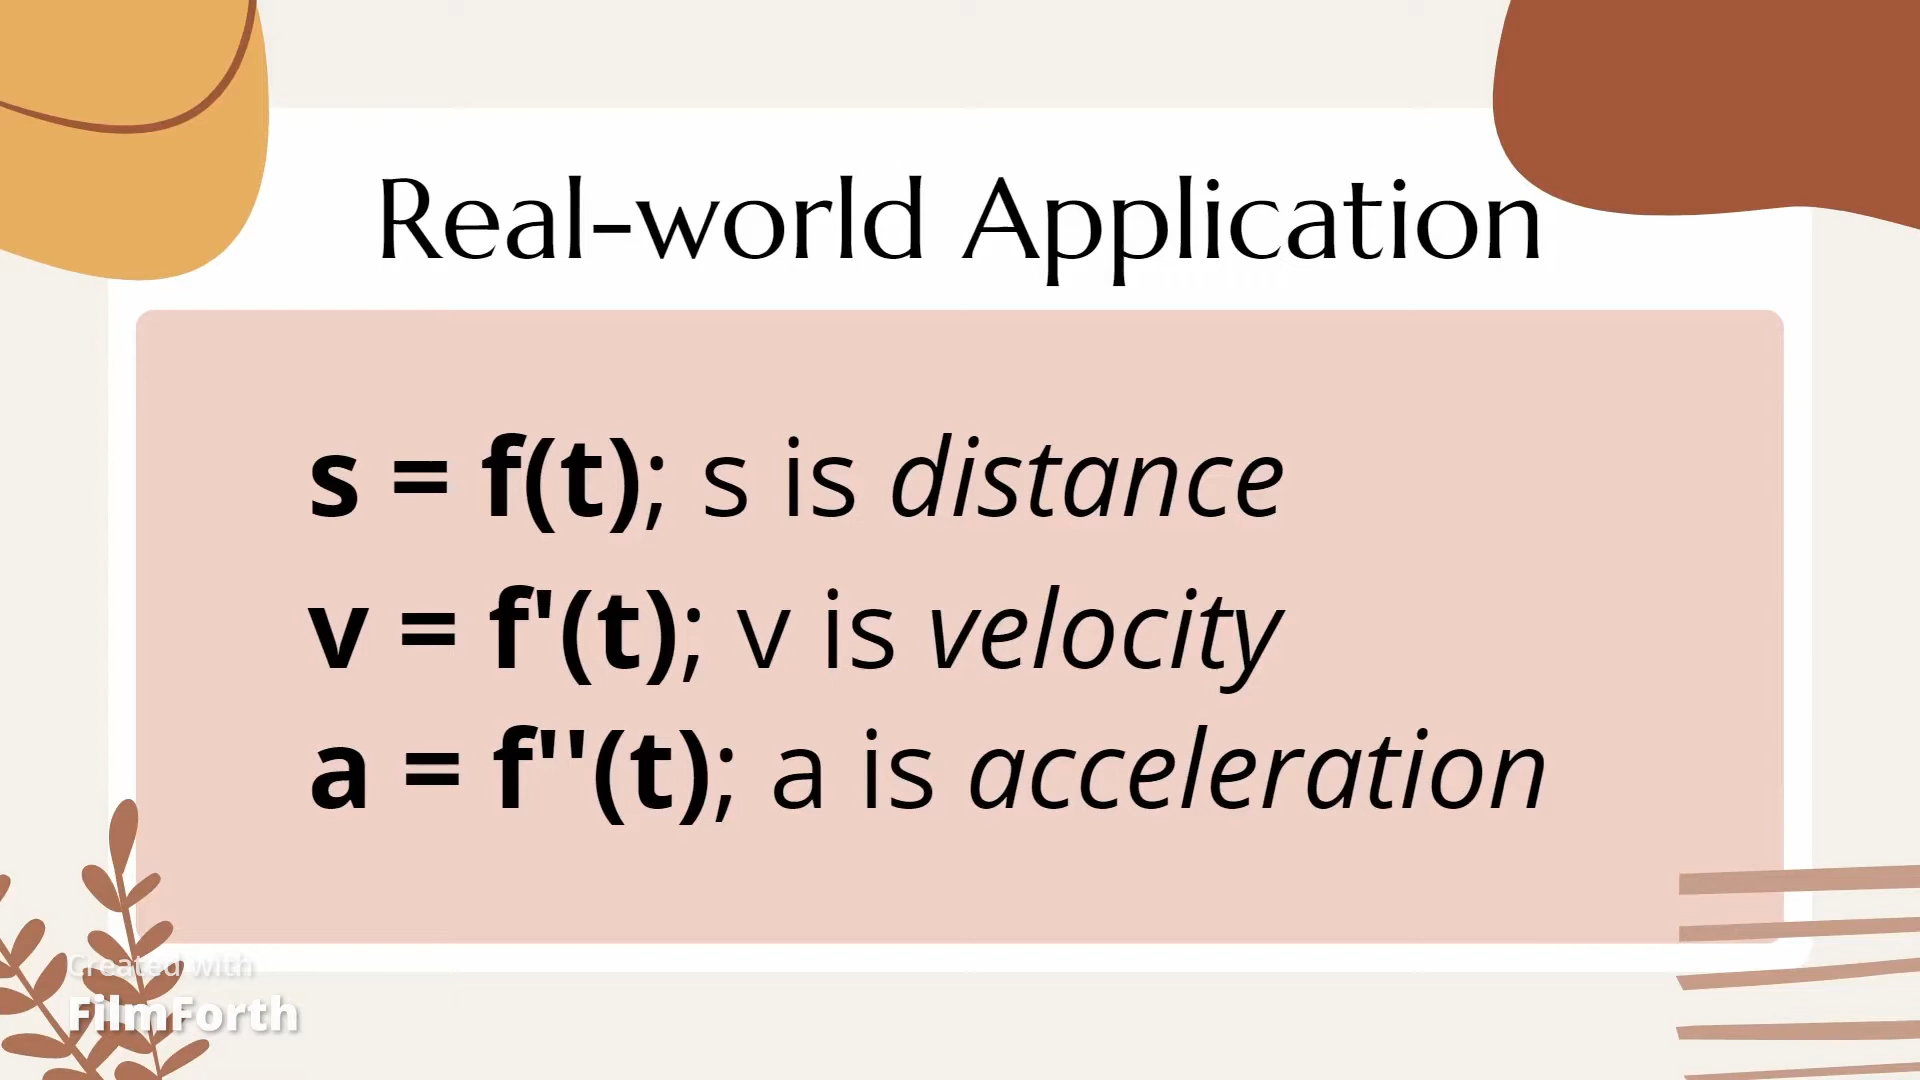 Real-world Application
s = f(t); s is distance
v = f'(t); v is velocity
a = f''(t); a is acceleration
Created with
FilmForth